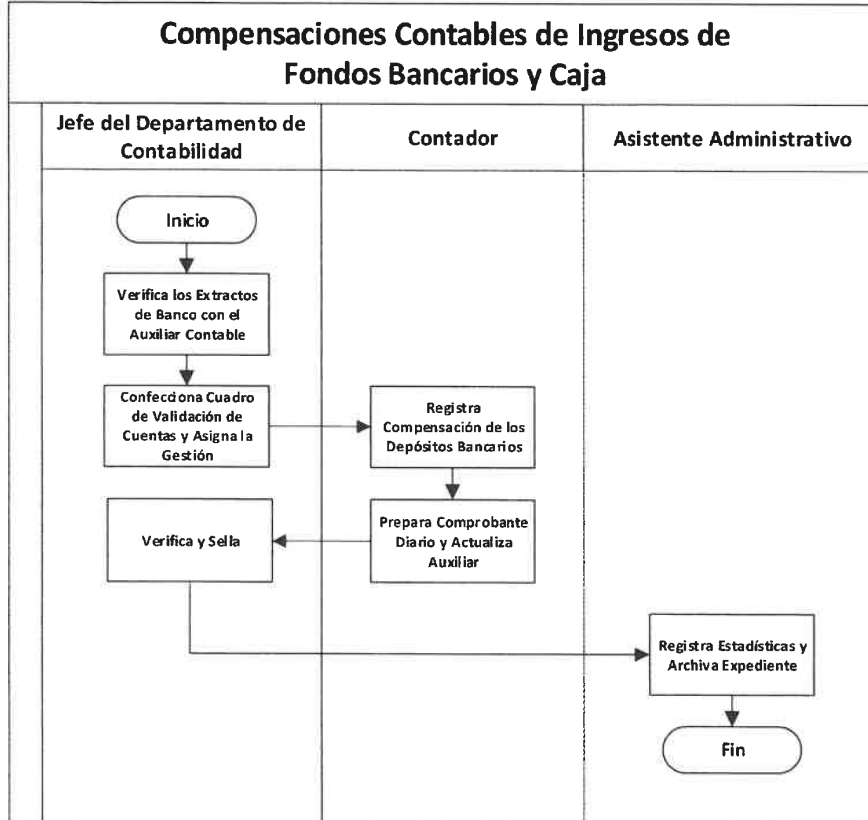 Compensaciones Contables de Ingresos de
Fondos Bancarios y Caja
Jefe del Departamento de
Contabilidad
Contador
Asistente Administrativo
Inicio
Verifica los Extractos
de Banco con el
Auxiliar Contable
Confecciona Cuadro
de Validación de
Cuentas y Asigna la
Gestión
Registra
Compensación de los
Depósitos Bancarios
Verifica y Sella
Prepara Comprobante
Diario y Actualiza
Auxiliar
Registra Estadísticas y
Archiva Expediente
Fin